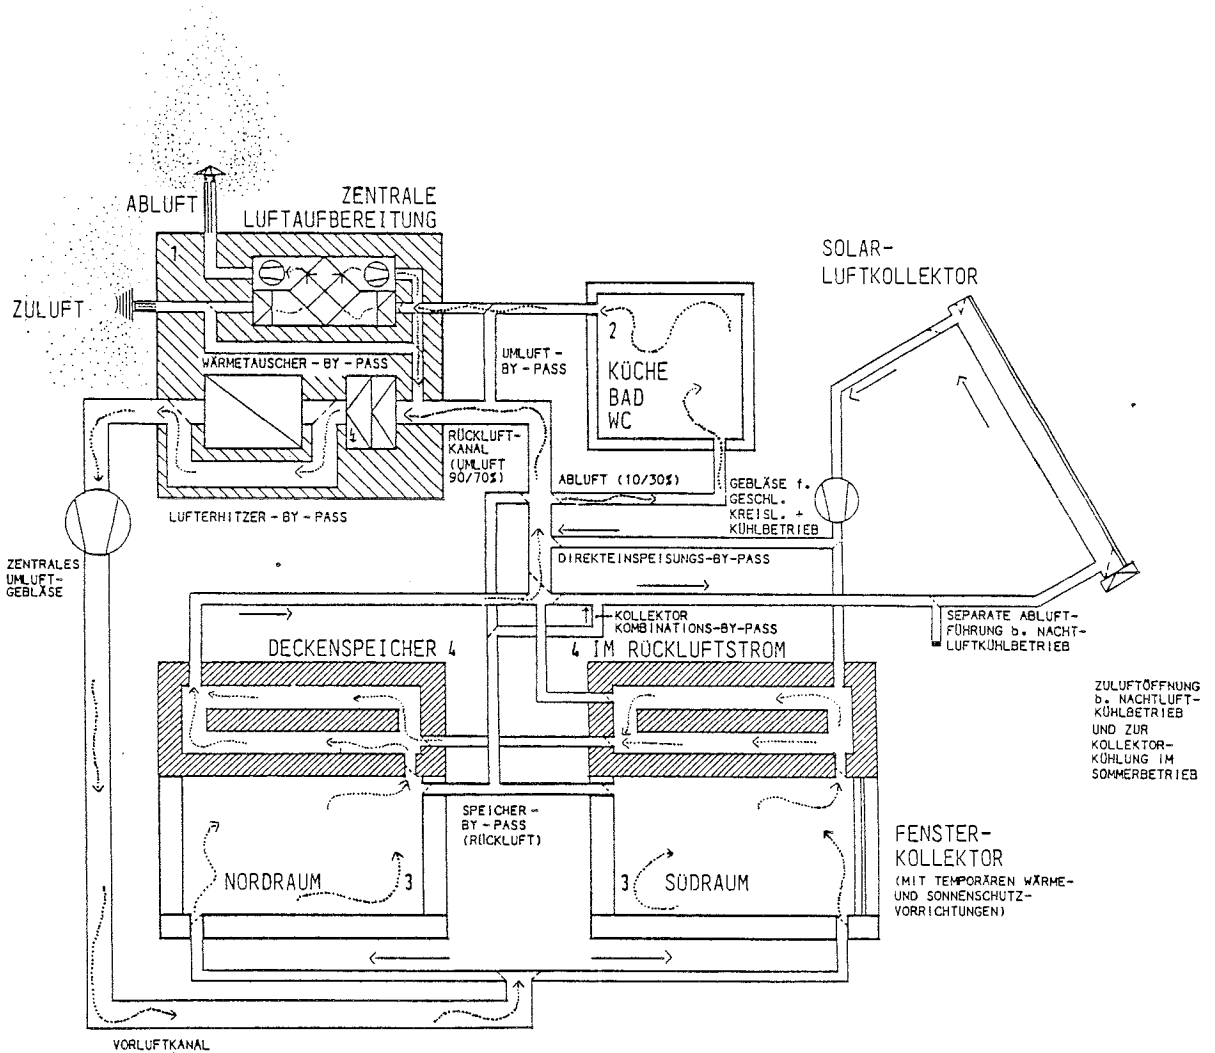 ABLUFT
ZENTRALE
LUFTAUFBEREITUNG
1
ZULUFT
WÄRMETAUSCHER-BY-PASS
4
LUFTERHITZER-BY-PASS
UMLUFT-
BY-PASS
2
KÜCHE
BAD
WC
SOLAR-
LUFTKOLLEKTOR
RÜCKLUFT-
KANAL
(UMLUFT
90/70%)
ABLUFT (10/30%)
GEBLÄSE f.
GESCHL.
KREISL. +
KÜHLBETRIEB
DIREKTEINSPEISUNGS-BY-PASS
ZENTRALES
UMLUFT-
GEBLÄSE
KOLLEKTOR
KOMBINATIONS-BY-PASS
SEPARATE ABLUFT-
FÜHRUNG b. NACHT-
LUFTKÜHLBETRIEB
DECKENSPEICHER 4
4 IM RÜCKLUFTSTROM
ZULUFTÖFFNUNG
b. NACHTLUFT-
KÜHLBETRIEB
UND ZUR
KOLLEKTOR-
KÜHLUNG IM
SOMMERBETRIEB
SPEICHER-
BY-PASS
(RÜCKLUFT)
NORDRAUM
3
3
SÜDRAUM
FENSTER-
KOLLEKTOR
(MIT TEMPORÄREN WÄRME-
UND SONNENSCHUTZ-
VORRICHTUNGEN)
VORLUFTKANAL